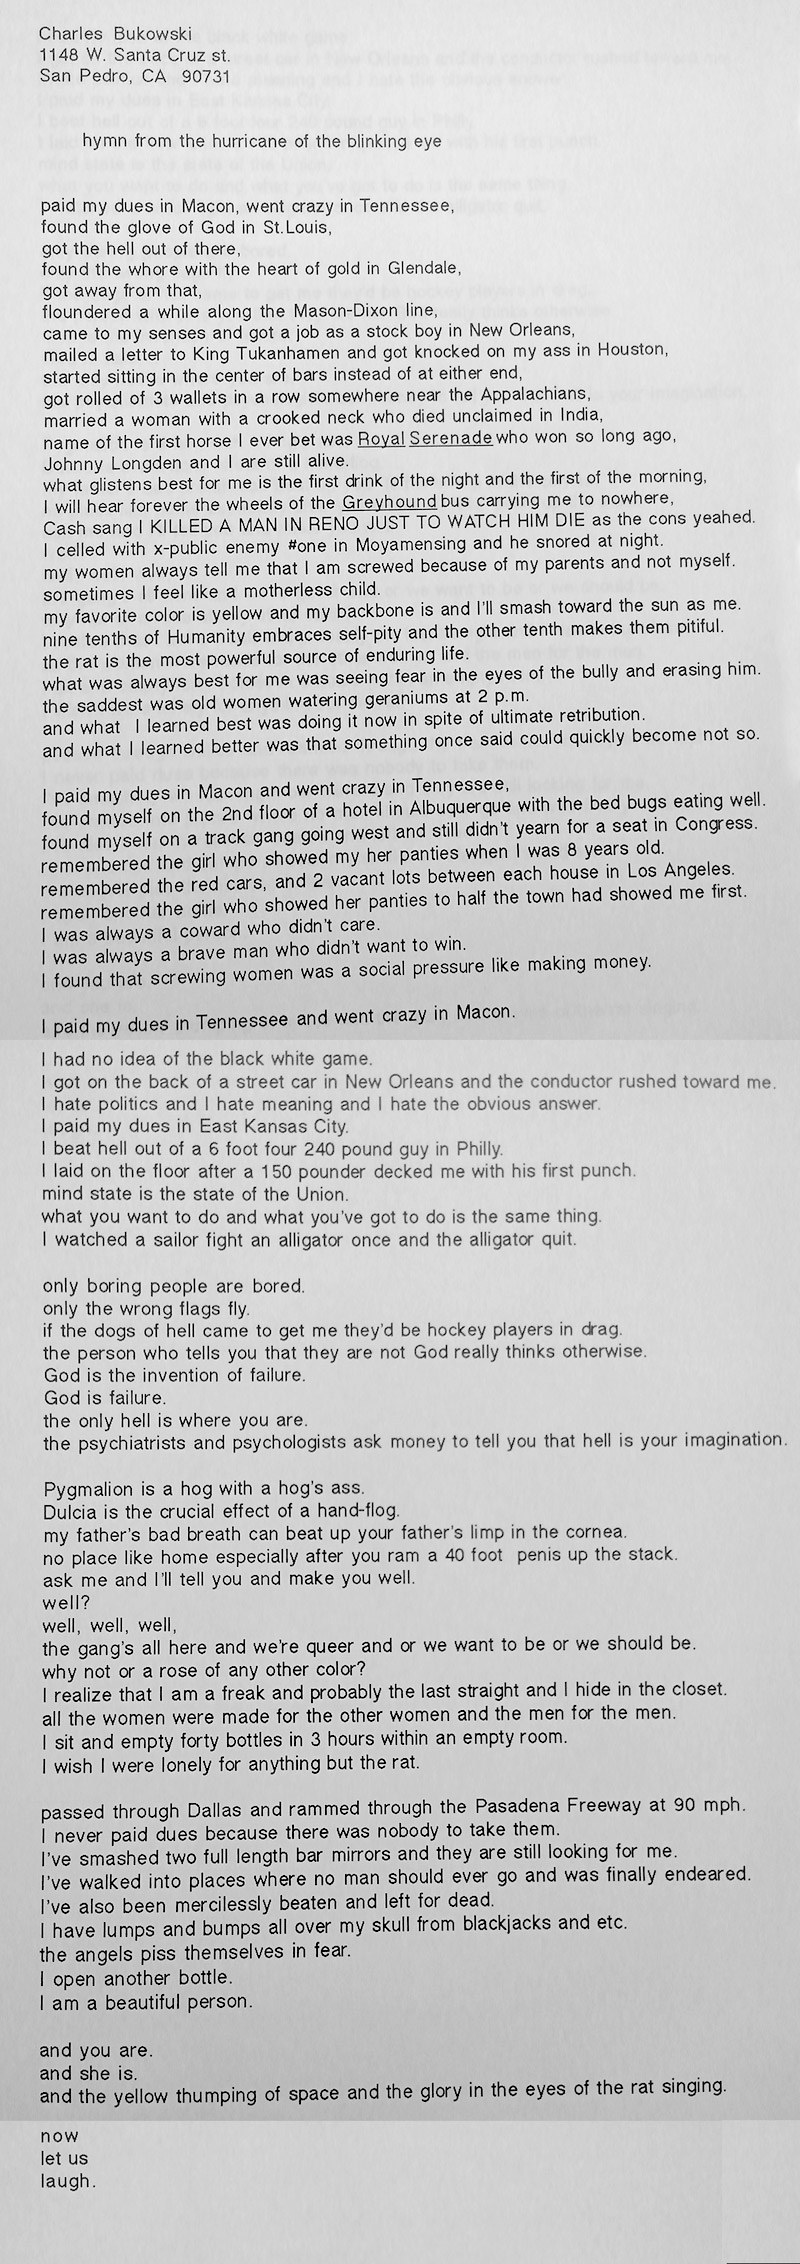 Charles Bukowski
1148 W. Santa Cruz st.
San Pedro, CA 90731
hymn from the hurricane of the blinking eye
paid my dues in Macon, went crazy in Tennessee,
found the glove of God in St.Louis,
got the hell out of there,
found the whore with the heart of gold in Glendale,
got away from that,
floundered a while along the Mason-Dixon line,
came to my senses and got a job as a stock boy in New Orleans,
mailed a letter to King Tukanhamen and got knocked on my ass in Houston,
started sitting in the center of bars instead of at either end,
got rolled of 3 wallets in a row somewhere near the Appalachians,
married a woman with a crooked neck who died unclaimed in India,
name of the first horse I ever bet was Royal Serenade who won so long ago,
Johnny Longden and I are still alive.
what glistens best for me is the first drink of the night and the first of the morning,
I will hear forever the wheels of the Greyhound bus carrying me to nowhere,
Cash sang I KILLED A MAN IN RENO JUST TO WATCH HIM DIE as the cons yeahed.
I celled with x-public enemy #one in Moyamensing and he snored at night.
my women always tell me that I am screwed because of my parents and not myself.
sometimes I feel like a motherless child.
my favorite color is yellow and my backbone is and I'll smash toward the sun as me.
nine tenths of Humanity embraces self-pity and the other tenth makes them pitiful.
the rat is the most powerful source of enduring life.
what was always best for me was seeing fear in the eyes of the bully and erasing him.
the saddest was old women watering geraniums at 2 p.m.
and what I learned best was doing it now in spite of ultimate retribution.
and what I learned better was that something once said could quickly become not so.
I paid my dues in Macon and went crazy in Tennessee,
found myself on the 2nd floor of a hotel in Albuquerque with the bed bugs eating well.
found myself on a track gang going west and still didn't yearn for a seat in Congress.
remembered the girl who showed my her panties when I was 8 years old.
remembered the red cars, and 2 vacant lots between each house in Los Angeles.
remembered the girl who showed her panties to half the town had showed me first.
I was always a coward who didn't care.
I was always a brave man who didn't want to win.
I found that screwing women was a social pressure like making money.
I paid my dues in Tennessee and went crazy in Macon.
I had no idea of the black white game.
I got on the back of a street car in New Orleans and the conductor rushed toward me.
I hate politics and I hate meaning and I hate the obvious answer.
I paid my dues in East Kansas City.
I beat hell out of a 6 foot four 240 pound guy in Philly.
I laid on the floor after a 150 pounder decked me with his first punch.
mind state is the state of the Union.
what you want to do and what you've got to do is the same thing.
I watched a sailor fight an alligator once and the alligator quit.
only boring people are bored.
only the wrong flags fly.
if the dogs of hell came to get me they'd be hockey players in drag.
the person who tells you that they are not God really thinks otherwise.
God is the invention of failure.
God is failure.
the only hell is where you are.
the psychiatrists and psychologists ask money to tell you that hell is your imagination.
Pygmalion is a hog with a hog's ass.
Dulcia is the crucial effect of a hand-flog.
my father's bad breath can beat up your father's limp in the cornea.
no place like home especially after you ram a 40 foot penis up the stack.
ask me and I'll tell you and make you well.
well?
well, well, well,
the gang's all here and we're queer and or we want to be or we should be.
why not or a rose of any other color?
I realize that I am a freak and probably the last straight and I hide in the closet.
all the women were made for the other women and the men for the men.
I sit and empty forty bottles in 3 hours within an empty room.
I wish I were lonely for anything but the rat.
passed through Dallas and rammed through the Pasadena Freeway at 90 mph.
I never paid dues because there was nobody to take them.
I've smashed two full length bar mirrors and they are still looking for me.
I've walked into places where no man should ever go and was finally endeared.
I've also been mercilessly beaten and left for dead.
I have lumps and bumps all over my skull from blackjacks and etc.
the angels piss themselves in fear.
I open another bottle.
I am a beautiful person.
and you are.
and she is.
and the yellow thumping of space and the glory in the eyes of the rat singing.
now
let us
laugh.